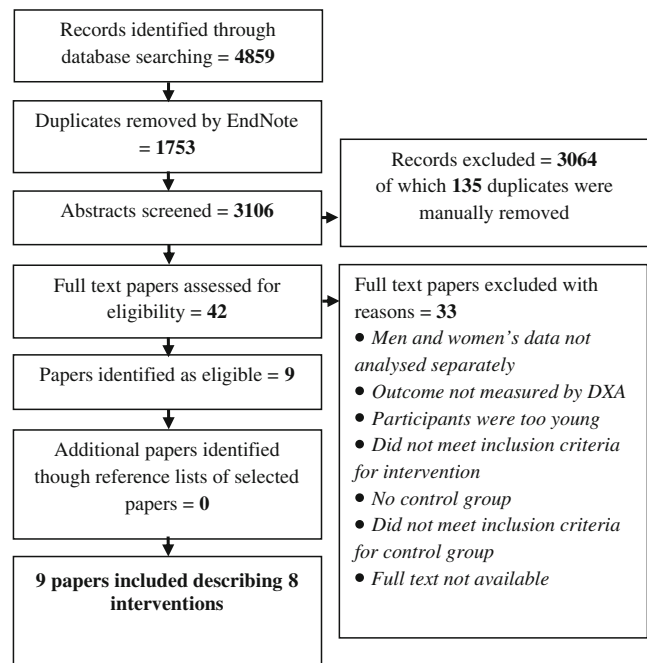 Records identified through
database searching = 4859
Duplicates removed by EndNote
= 1753
Records excluded = 3064
of which 135 duplicates were
manually removed
Abstracts screened = 3106
Full text papers assessed for
eligibility = 42
Full text papers excluded with
reasons = 33
● Men and women's data not
analysed separately
● Outcome not measured by DXA
● Participants were too young
● Did not meet inclusion criteria
for intervention
● No control group
● Did not meet inclusion criteria
for control group
● Full text not available
Papers identified as eligible = 9
Additional papers identified
though reference lists of selected
papers = 0
9 papers included describing 8
interventions